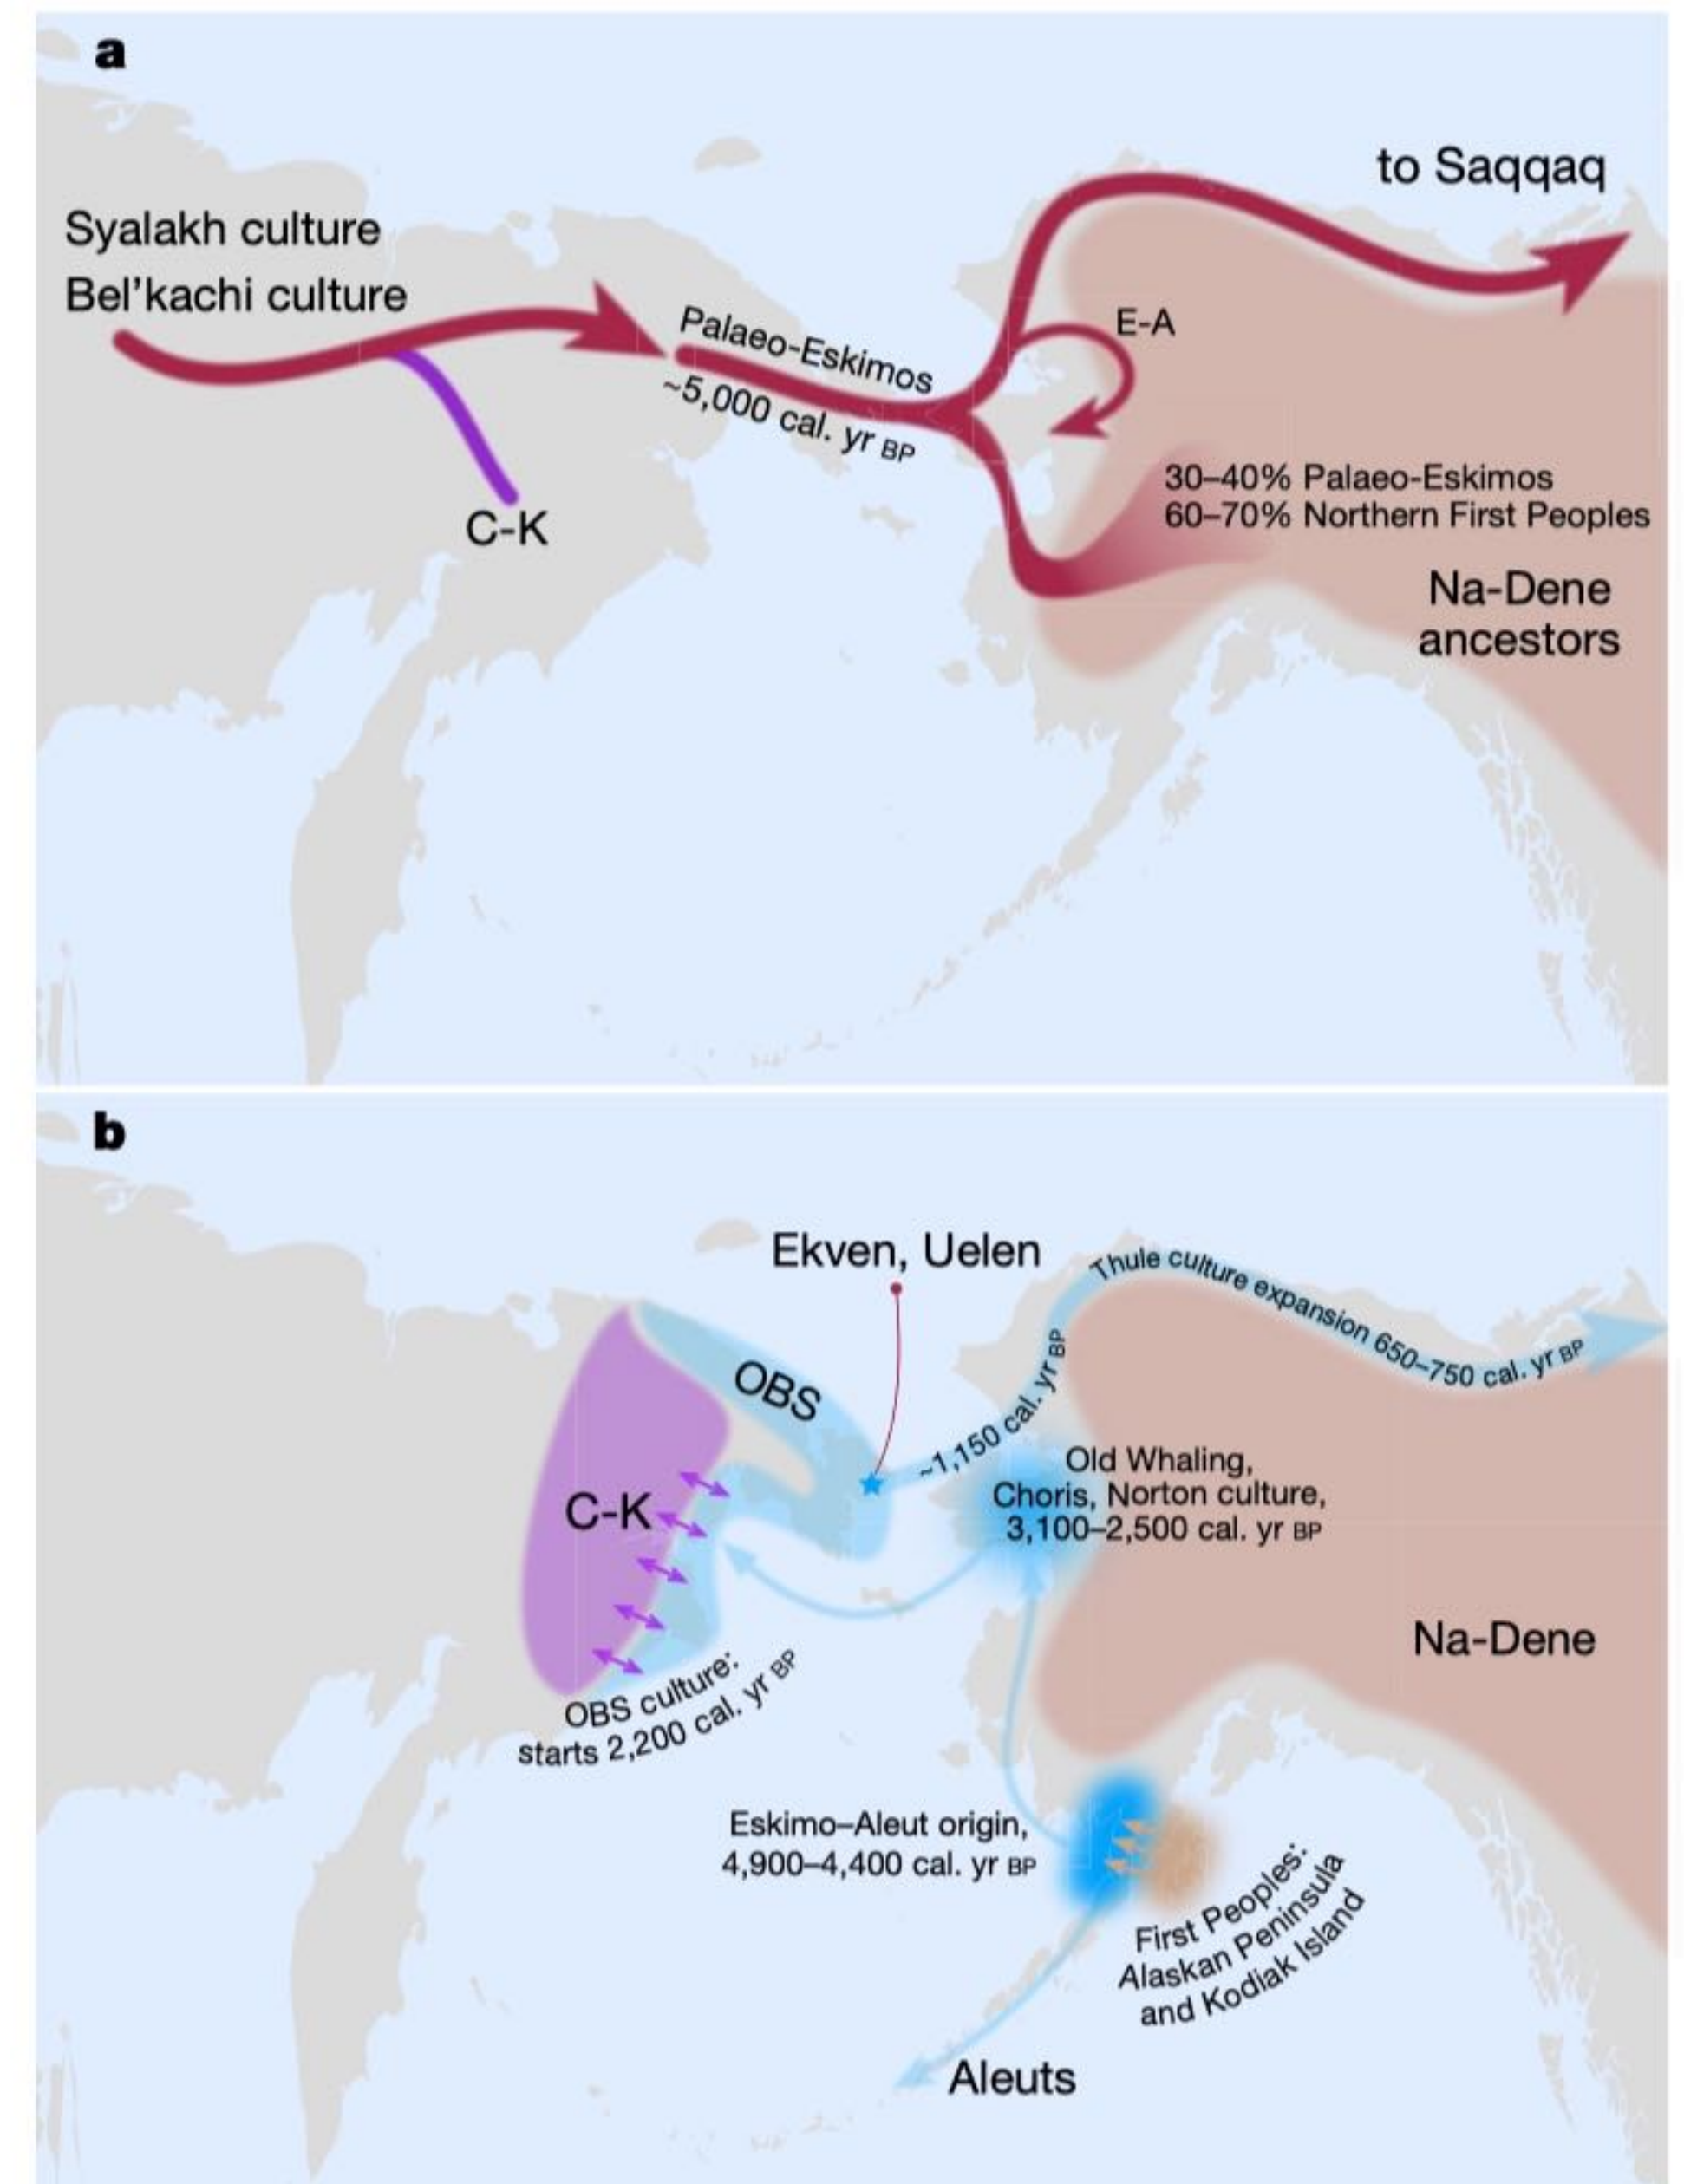 a
to Saqqaq
Syalakh culture
Bel’kachi culture
Palaeo-Eskimos
~5,000 cal. yr BP
E-A
C-K
30–40% Palaeo-Eskimos
60–70% Northern First Peoples
Na-Dene
ancestors
b
Ekven, Uelen
Thule culture expansion 650–750 cal. yr BP
OBS
~1,150 cal. yr BP
Old Whaling,
Choris, Norton culture,
3,100–2,500 cal. yr BP
C-K
Na-Dene
OBS culture:
starts 2,200 cal. yr BP
Eskimo–Aleut origin,
4,900–4,400 cal. yr BP
First Peoples:
Alaskan Peninsula
and Kodiak Island
Aleuts